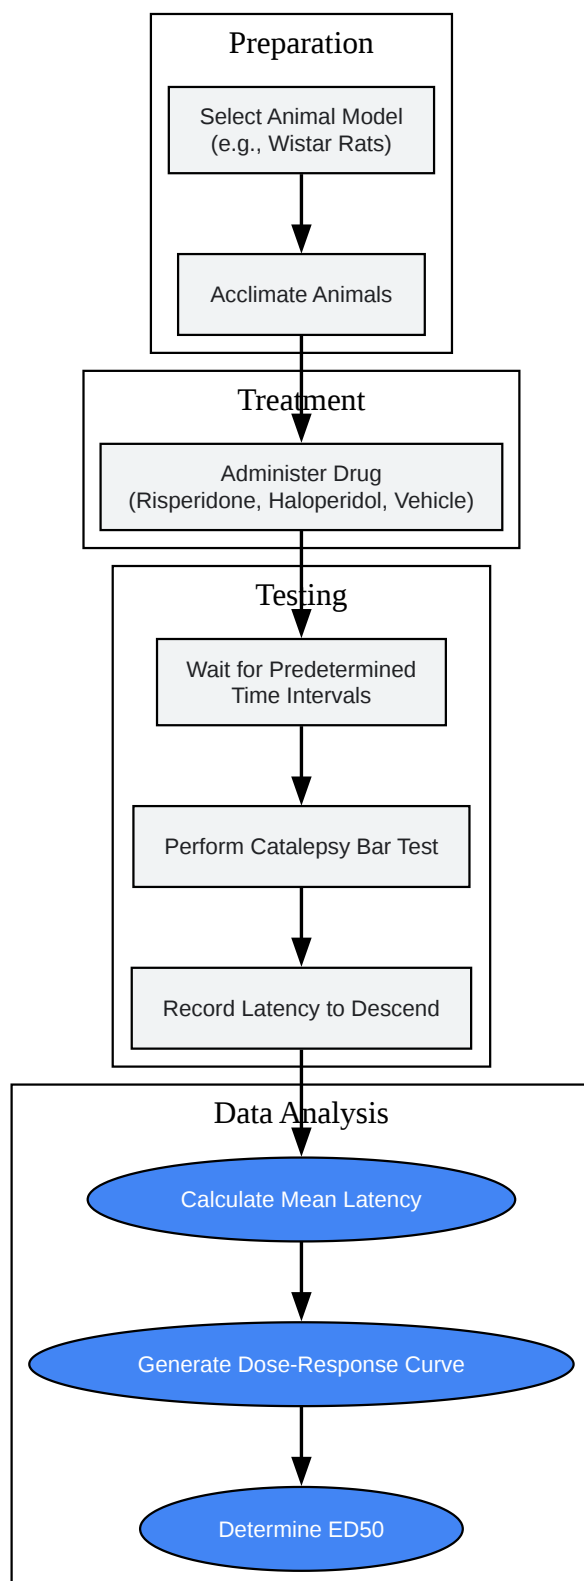 Preparation
Select Animal Model
(e.g., Wistar Rats)
Acclimate Animals
Treatment
Administer Drug
(Risperidone, Haloperidol, Vehicle)
Testing
Wait for Predetermined
Time Intervals
Perform Catalepsy Bar Test
Record Latency to Descend
Data Analysis
Calculate Mean Latency
Generate Dose-Response Curve
Determine ED50